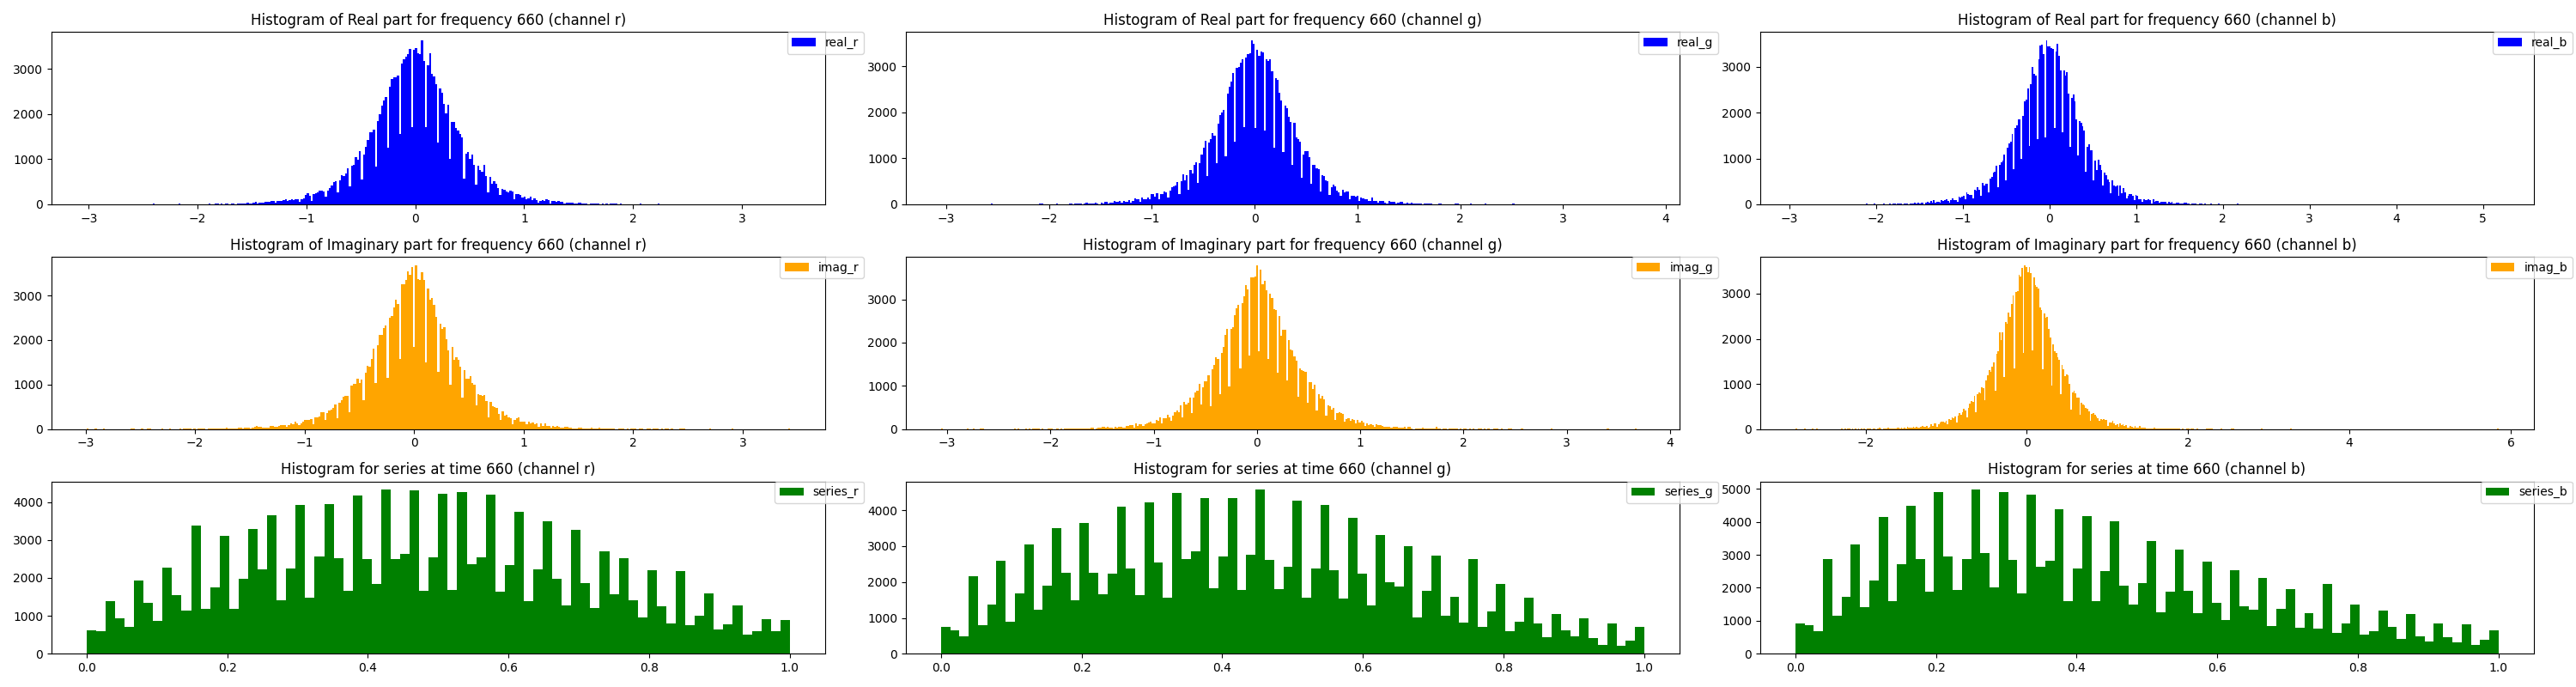 Histogram of Real part for frequency 660 (channel r)
real_r
3000
2000
1000
0
−3 −2 −1 0 1 2 3
Histogram of Real part for frequency 660 (channel g)
real_g
3000
2000
1000
0
−3 −2 −1 0 1 2 3 4
Histogram of Real part for frequency 660 (channel b)
real_b
3000
2000
1000
0
−3 −2 −1 0 1 2 3 4 5
Histogram of Imaginary part for frequency 660 (channel r)
imag_r
3000
2000
1000
0
−3 −2 −1 0 1 2 3
Histogram of Imaginary part for frequency 660 (channel g)
imag_g
3000
2000
1000
0
−3 −2 −1 0 1 2 3 4
Histogram of Imaginary part for frequency 660 (channel b)
imag_b
3000
2000
1000
0
−2 0 2 4 6
Histogram for series at time 660 (channel r)
series_r
4000
3000
2000
1000
0
0.0 0.2 0.4 0.6 0.8 1.0
Histogram for series at time 660 (channel g)
series_g
4000
3000
2000
1000
0
0.0 0.2 0.4 0.6 0.8 1.0
Histogram for series at time 660 (channel b)
series_b
5000
4000
3000
2000
1000
0
0.0 0.2 0.4 0.6 0.8 1.0